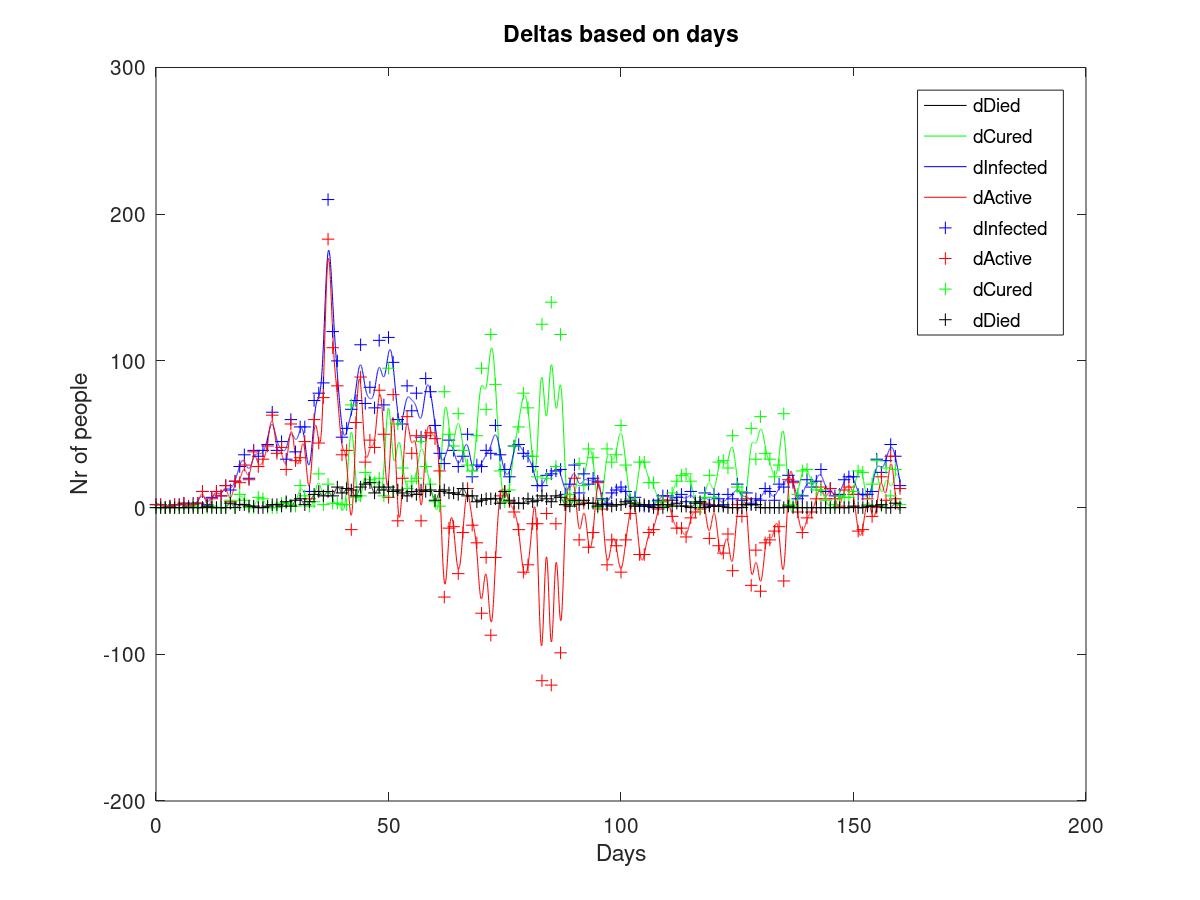 Deltas based on days
300
200
100
0
-100
-200
Nr of people
0
50
100
150
200
Days
dDied
dCured
dInfected
dActive
dInfected
dActive
dCured
dDied